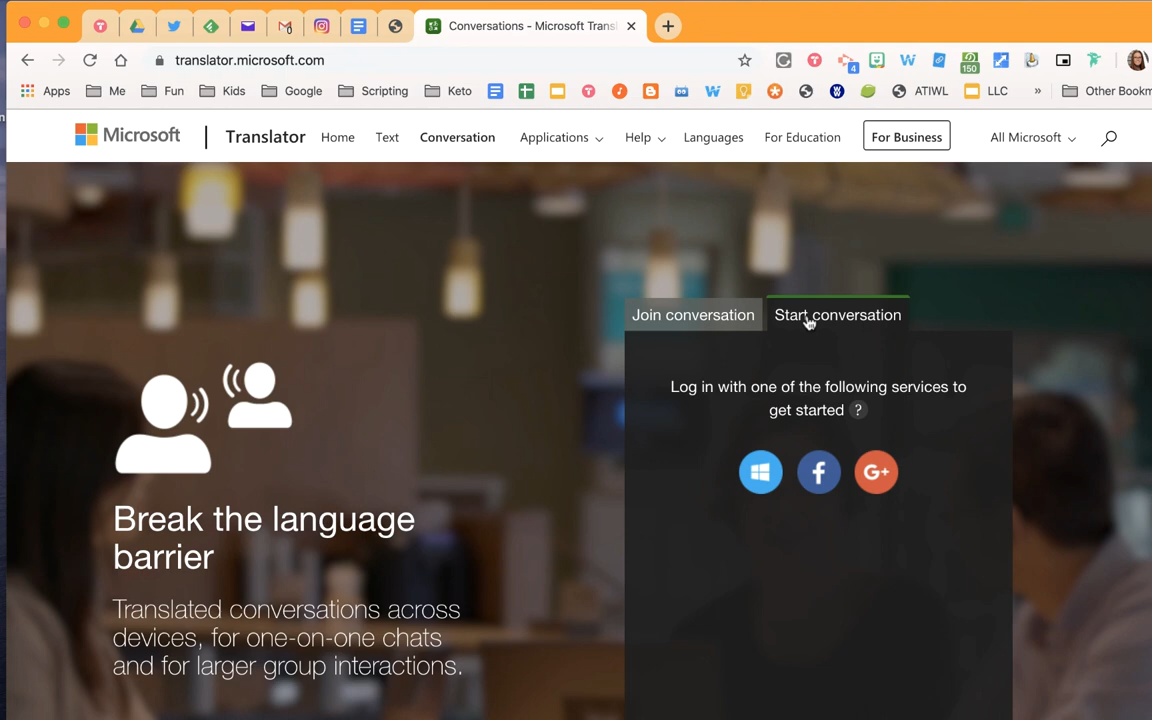 Conversations - Microsoft Trans
translator.microsoft.com
4
150
Apps Me Fun Kids Google Scripting Keto ATIWL LLC » Other Bookm
Microsoft | Translator Home Text Conversation Applications Help Languages For Education For Business All Microsoft
Join conversation Start conversation
Log in with one of the following services to
get started ?
G+
Break the language
barrier
Translated conversations across
devices, for one-on-one chats
and for larger group interactions.